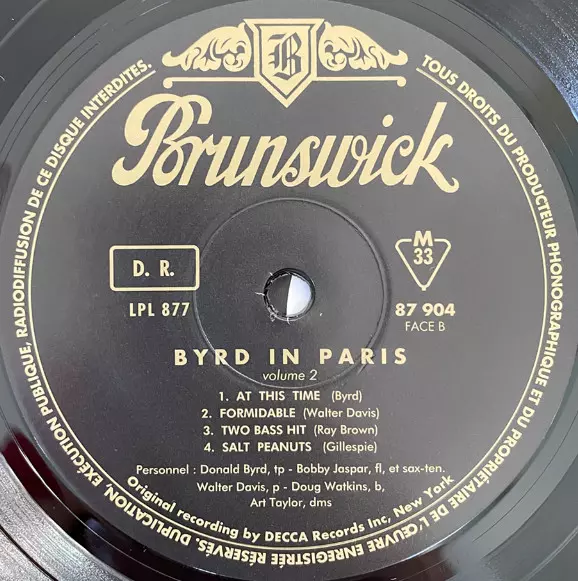 B
Brunswick
TOUS DROITS DU PRODUCTEUR PHONOGRAPHIQUE ET DU PROPRIÉTAIRE DE L'ŒUVRE ENREGISTRÉE RÉSERVÉS, DUPLICATION, EXÉCUTION PUBLIQUE, RADIODIFFUSION DE CE DISQUE INTERDITES.
D. R.
LPL 877
M
33
87 904
FACE B
BYRD IN PARIS
volume 2
1. AT THIS TIME (Byrd)
2. FORMIDABLE (Walter Davis)
3. TWO BASS HIT (Ray Brown)
4. SALT PEANUTS (Gillespie)
Personnel : Donald Byrd, tp - Bobby Jaspar, fl, et sax-ten.
Walter Davis, p - Doug Watkins, b,
Art Taylor, dms
Original recording by DECCA Records Inc, New York